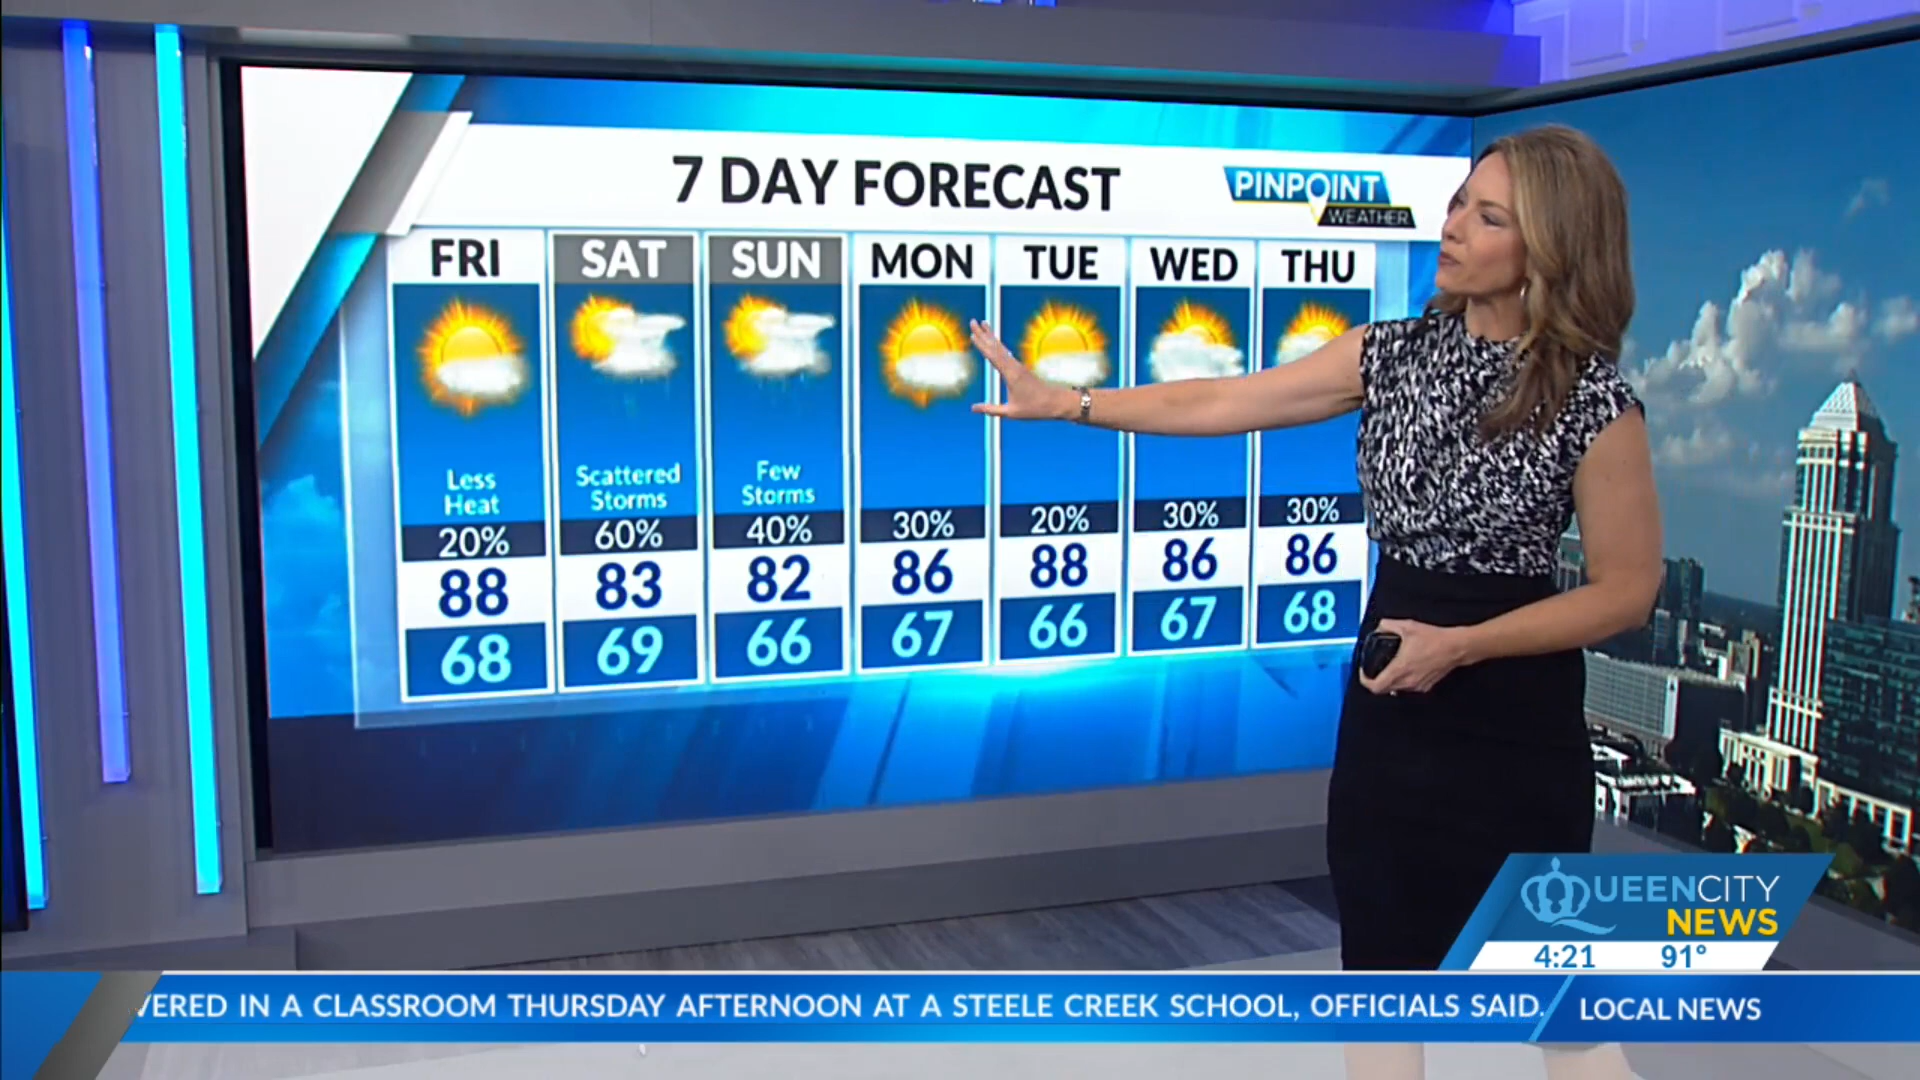 7 DAY FORECAST
PINPOINT
WEATHER
FRI SAT SUN MON TUE WED THU
Less Heat
Scattered Storms
Few Storms
20% 60% 40% 30% 20% 30% 30%
88 83 82 86 88 86 86
68 69 66 67 66 67 68
QUEENCITY
NEWS
4:21 91°
VERED IN A CLASSROOM THURSDAY AFTERNOON AT A STEELE CREEK SCHOOL, OFFICIALS SAID.
LOCAL NEWS